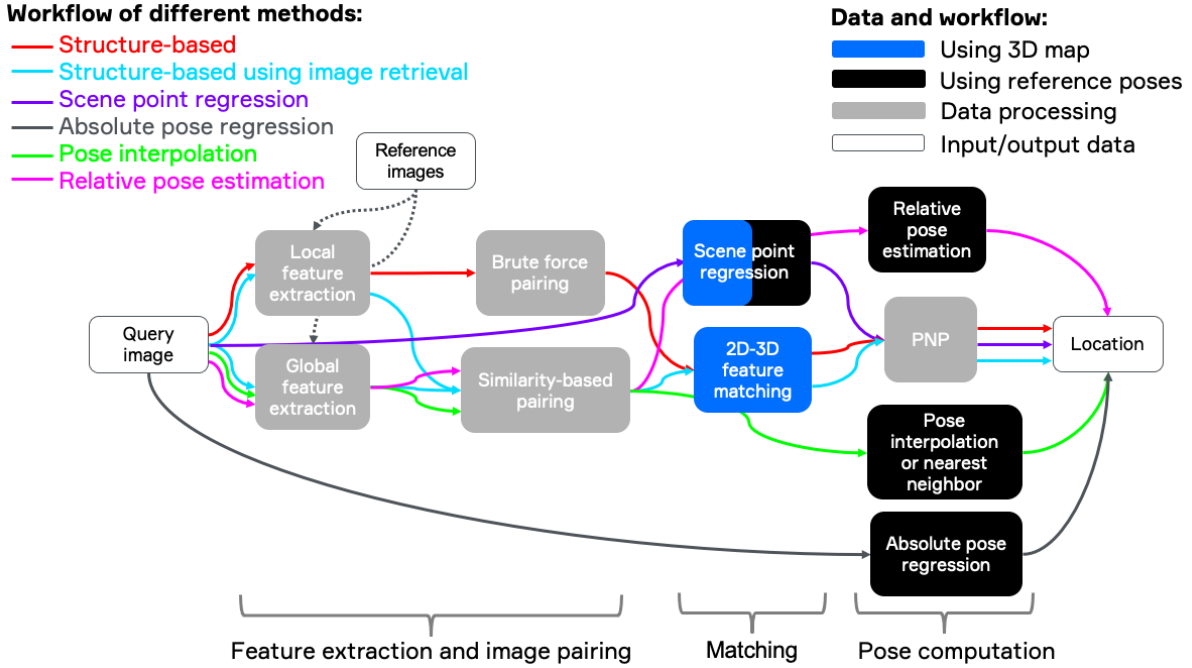 Workflow of different methods:
Structure-based
Structure-based using image retrieval
Scene point regression
Absolute pose regression
Pose interpolation
Relative pose estimation
Data and workflow:
Using 3D map
Using reference poses
Data processing
Input/output data
Reference
images
Query
image
Local
feature
extraction
Global
feature
extraction
Brute force
pairing
Similarity-based
pairing
Scene point
regression
2D-3D
feature
matching
Relative
pose
estimation
PNP
Pose
interpolation
or nearest
neighbor
Absolute pose
regression
Location
Feature extraction and image pairing
Matching
Pose computation